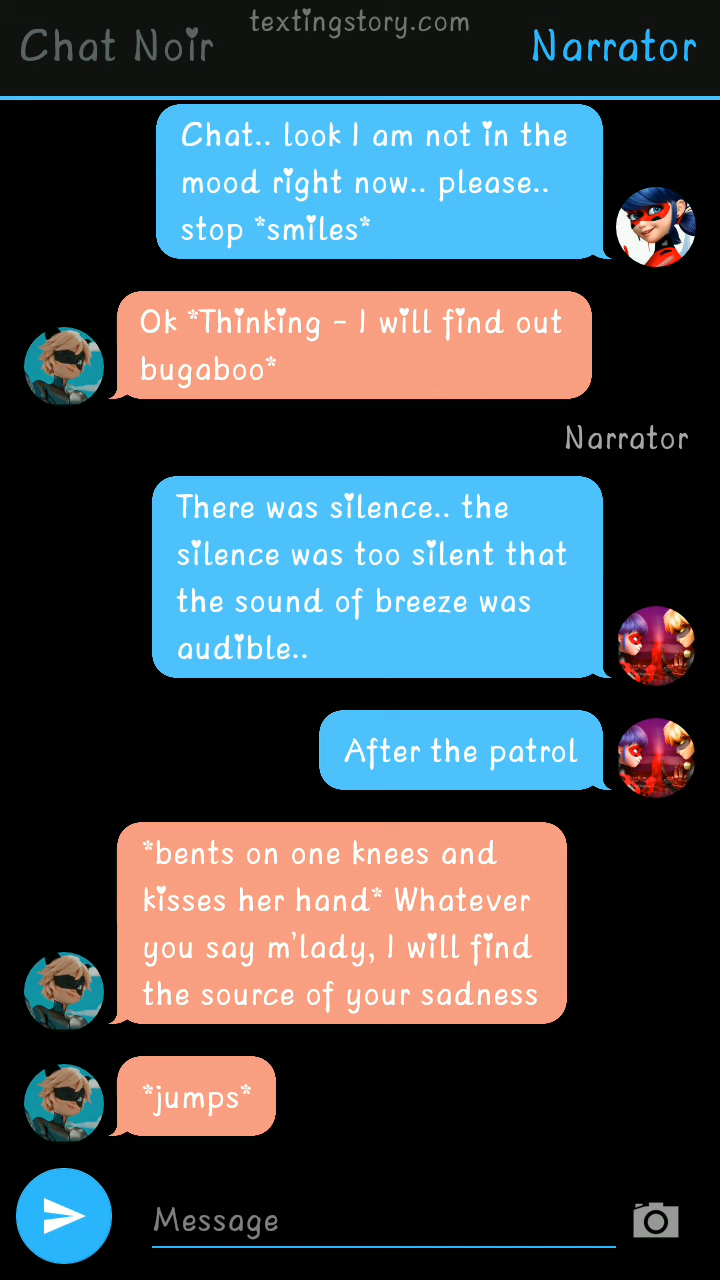 textingstory.com
Chat Noir
Narrator
Chat.. look I am not in the
mood right now.. please..
stop *smiles*
Ok *Thinking - I will find out
bugaboo*
Narrator
There was silence.. the
silence was too silent that
the sound of breeze was
audible..
After the patrol
*bents on one knees and
kisses her hand* Whatever
you say m'lady, I will find
the source of your sadness
*jumps*
Message